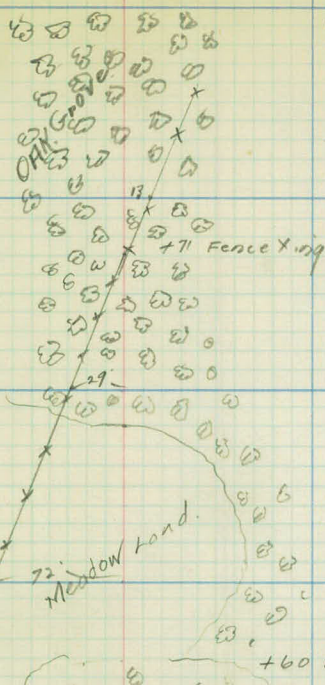 OAK GROVE
13
+71 Fence Xing
29
72
Meadow Land.
+60